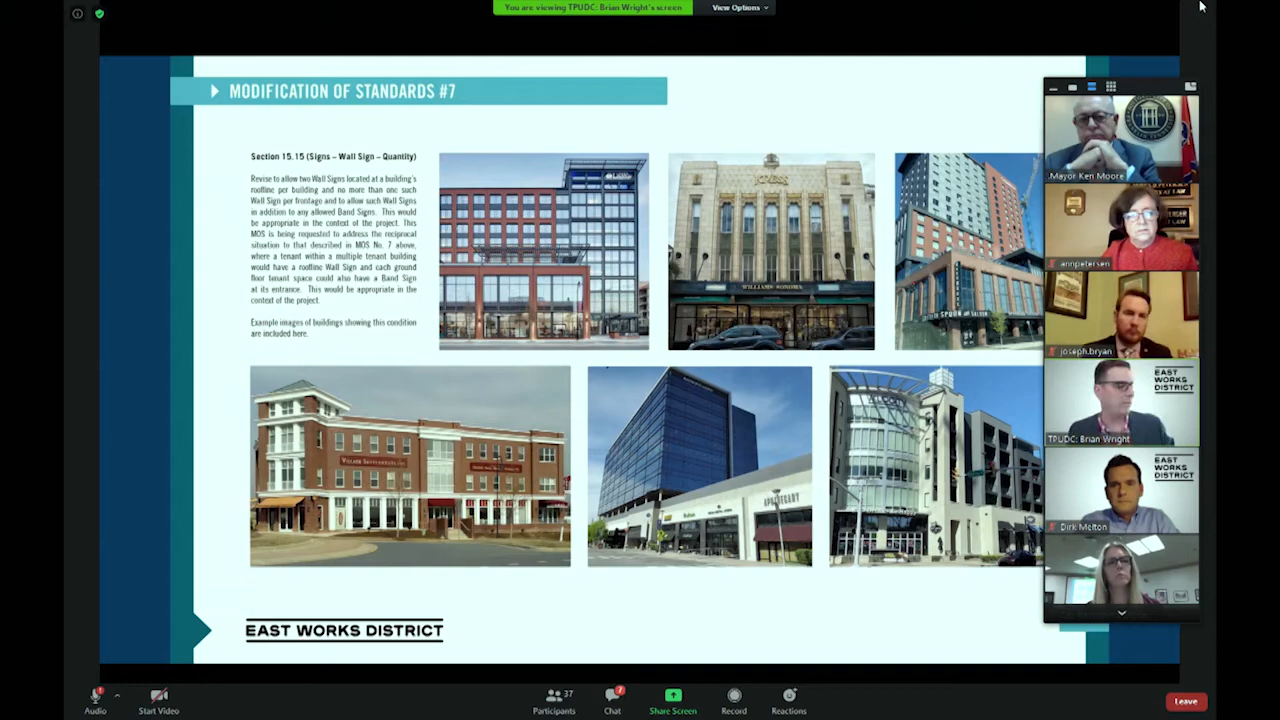 You are viewing TPUDC: Brian Wright's screen
View Options
MODIFICATION OF STANDARDS #7
Section 15.15 (Signs – Wall Sign – Quantity)
Revise to allow two Wall Signs located at a building's
roofline per building and no more than one such
Wall Sign per frontage and to allow such Wall Signs
in addition to any allowed Band Signs. This would
be appropriate in the context of the project. This
MOS is being requested to address the reciprocal
situation to that described in MOS No. 7 above,
where a tenant within a multiple tenant building
would have a roofline Wall Sign and each ground
floor tenant space could also have a Band Sign
at its entrance. This would be appropriate in the
context of the project.
Example images of buildings showing this condition
are included here.
WILLIAMS SONOMA
APOTHECARY
EAST WORKS DISTRICT
Mayor Ken Moore
annpetersen
joseph.bryan
EAST WORKS
DISTRICT
TPUDC: Brian Wright
EAST WORKS
DISTRICT
Dirk Melton
Audio
Start Video
37
Participants
7
Chat
Share Screen
Record
Reactions
Leave